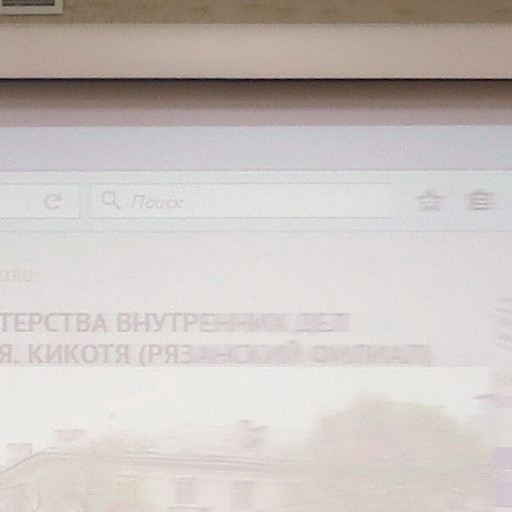 Поиск
ТЕРСТВА ВНУТРЕННИХ ДЕЛ
Я. КИКОТЯ (РЯЗАНСКИЙ ФИЛИАЛ)